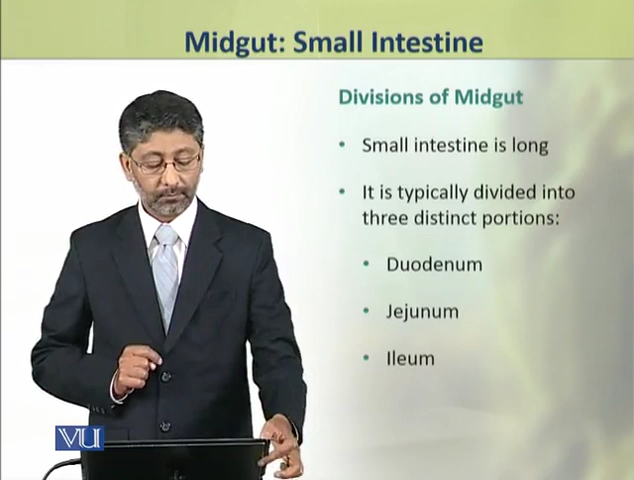 Midgut: Small Intestine
Divisions of Midgut
• Small intestine is long
• It is typically divided into
three distinct portions:
• Duodenum
• Jejunum
• Ileum
VU